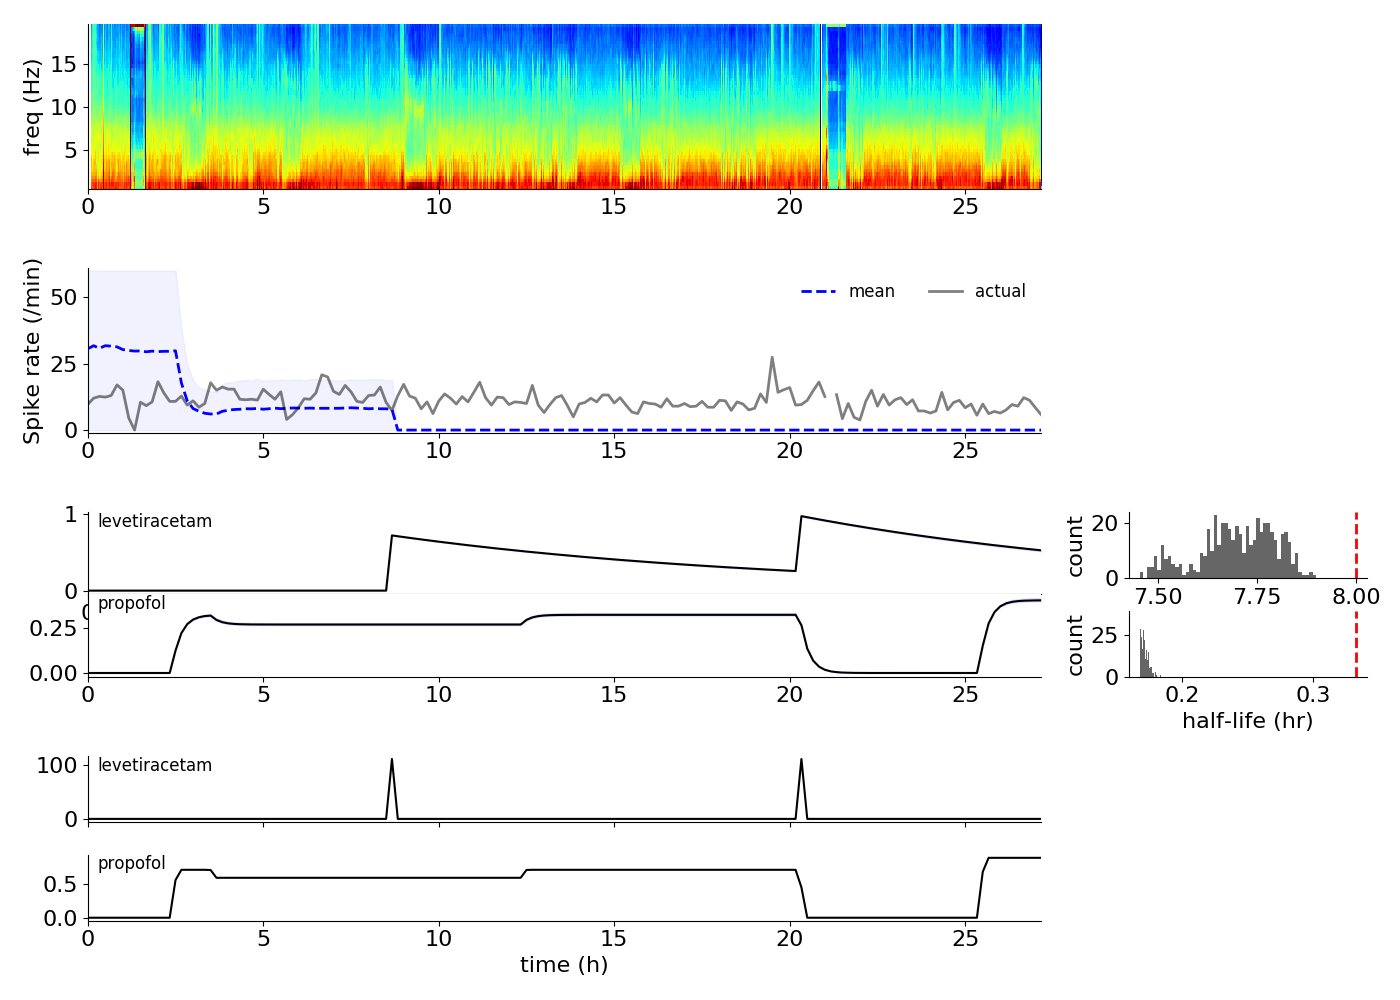 freq (Hz)
15
10
5
0 5 10 15 20 25
Spike rate (/min)
50
25
0
mean actual
0 5 10 15 20 25
1
0
levetiracetam
0
propofol
0.25
0.00
0 5 10 15 20 25
count
20
0
7.50 7.75 8.00
count
25
0
0.2 0.3
half-life (hr)
100
0
levetiracetam
propofol
0.5
0.0
0 5 10 15 20 25
time (h)